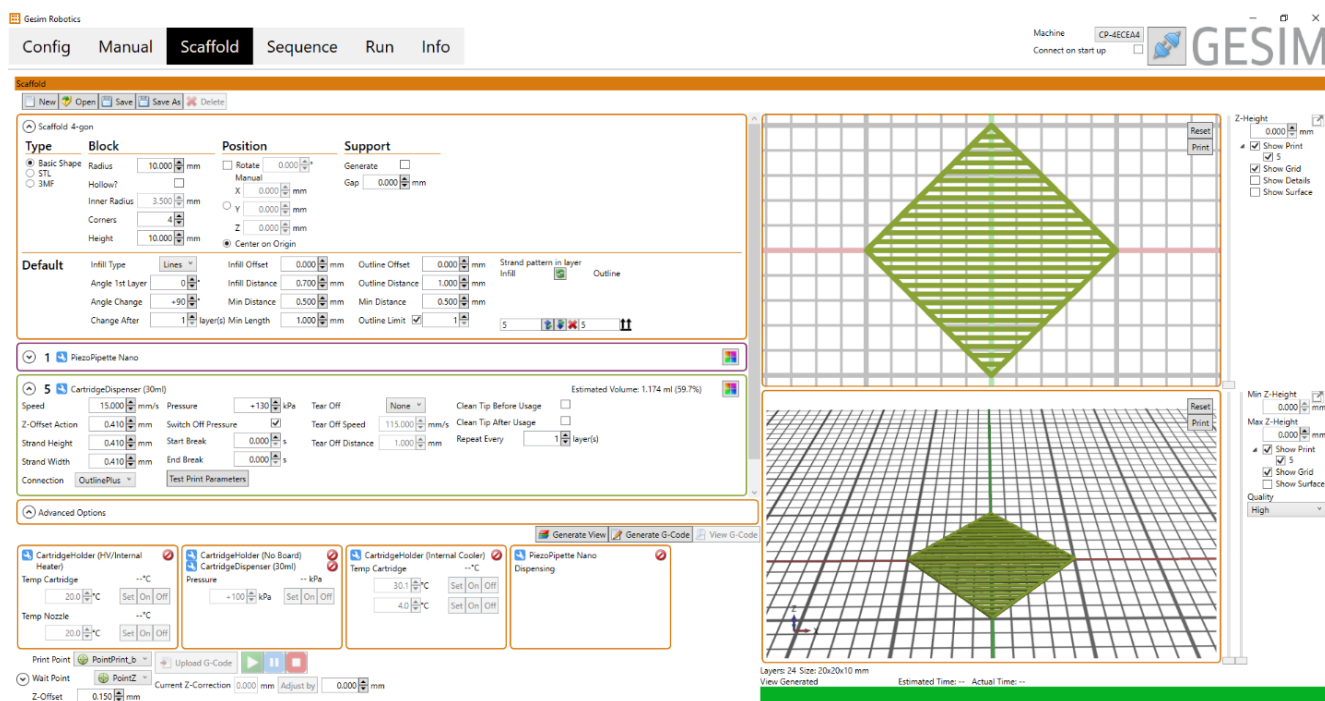 Gesim Robotics
Config Manual Scaffold Sequence Run Info
Machine CP-4ECEA4
Connect on start up
GESIM
Scaffold
New Open Save Save As Delete
Scaffold 4-gon
Type Block Position Support
Basic Shape Radius 10.000 mm Rotate 0.000 ° Generate
STL Manual
3MF Hollow? X 0.000 mm Gap 0.000 mm
Inner Radius 3.500 mm Y 0.000 mm
Corners 4 Z 0.000 mm
Height 10.000 mm Center on Origin
Default Infill Type Lines Infill Offset 0.000 mm Outline Offset 0.000 mm Strand pattern in layer
Infill Outline
Angle 1st Layer 0 ° Infill Distance 0.700 mm Outline Distance 1.000 mm
Angle Change +90 ° Min Distance 0.500 mm Min Distance 0.500 mm
Change After 1 layer(s) Min Length 1.000 mm Outline Limit 1 5 5
1 PiezoPipette Nano
5 CartridgeDispenser (30ml) Estimated Volume: 1.174 ml (59.7%)
Speed 15.000 mm/s Pressure +130 kPa Tear Off None Clean Tip Before Usage
Z-Offset Action 0.410 mm Switch Off Pressure Tear Off Speed 115.000 mm/s Clean Tip After Usage
Strand Height 0.410 mm Start Break 0.000 s Tear Off Distance 1.000 mm Repeat Every 1 layer(s)
Strand Width 0.410 mm End Break 0.000 s
Connection OutlinePlus Test Print Parameters
Advanced Options
Generate View Generate G-Code View G-Code
CartridgeHolder (HV/Internal Heater)
Temp Cartridge --°C
20.0 °C Set On Off
Temp Nozzle --°C
20.0 °C Set On Off
CartridgeHolder (No Board)
CartridgeDispenser (30ml)
Pressure -- kPa
+100 kPa Set On Off
CartridgeHolder (Internal Cooler)
Temp Cartridge --°C
30.1 °C Set On Off
4.0 °C Set On Off
PiezoPipette Nano
Dispensing
Print Point PointPrint_b Upload G-Code
Wait Point PointZ Current Z-Correction 0.000 mm Adjust by 0.000 mm
Z-Offset 0.150 mm
Reset
Print
Z-Height
0.000 mm
Show Print
5
Show Grid
Show Details
Show Surface
Reset
Print
Z
X
Min Z-Height
0.000 mm
Max Z-Height
0.000 mm
Show Print
5
Show Grid
Show Surface
Quality
High
Layers: 24 Size: 20x20x10 mm
View Generated Estimated Time: -- Actual Time: --